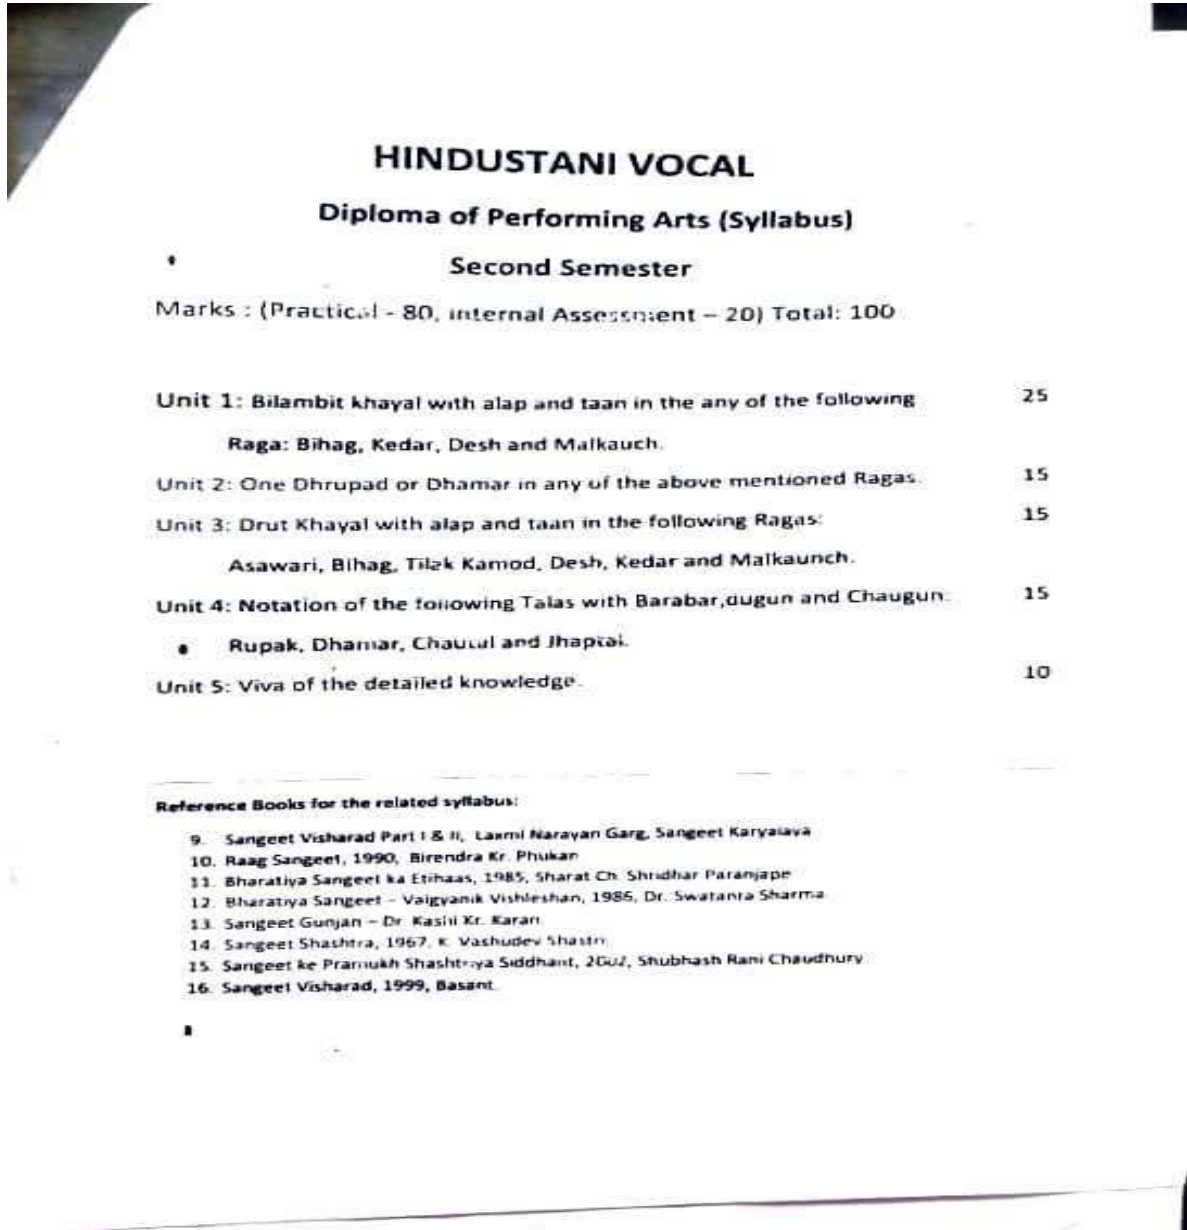 HINDUSTANI VOCAL
Diploma of Performing Arts (Syllabus)
Second Semester
Marks : (Practical - 80, internal Assessment – 20) Total: 100
Unit 1: Bilambit khayal with alap and taan in the any of the following 25
Raga: Bihag, Kedar, Desh and Malkauch.
Unit 2: One Dhrupad or Dhamar in any of the above mentioned Ragas. 15
Unit 3: Drut Khayal with alap and taan in the following Ragas: 15
Asawari, Bihag, Tilak Kamod, Desh, Kedar and Malkaunch.
Unit 4: Notation of the following Talas with Barabar,dugun and Chaugun. 15
Rupak, Dhamar, Chautal and Jhaptal.
Unit 5: Viva of the detailed knowledge. 10
Reference Books for the related syllabus:
9. Sangeet Visharad Part I & II, Laxmi Narayan Garg, Sangeet Karyalaya
10. Raag Sangeet, 1990, Birendra Kr. Phukan
11. Bharatiya Sangeet ka Etihaas, 1985, Sharat Ch. Shridhar Paranjape
12. Bharatiya Sangeet – Vaigyanik Vishleshan, 1986, Dr. Swatanra Sharma
13. Sangeet Gunjan – Dr. Kashi Kr. Karan
14. Sangeet Shashtra, 1967, K. Vashudev Shastri
15. Sangeet ke Pramukh Shashtriya Siddhant, 2002, Shubhash Rani Chaudhury
16. Sangeet Visharad, 1999, Basant